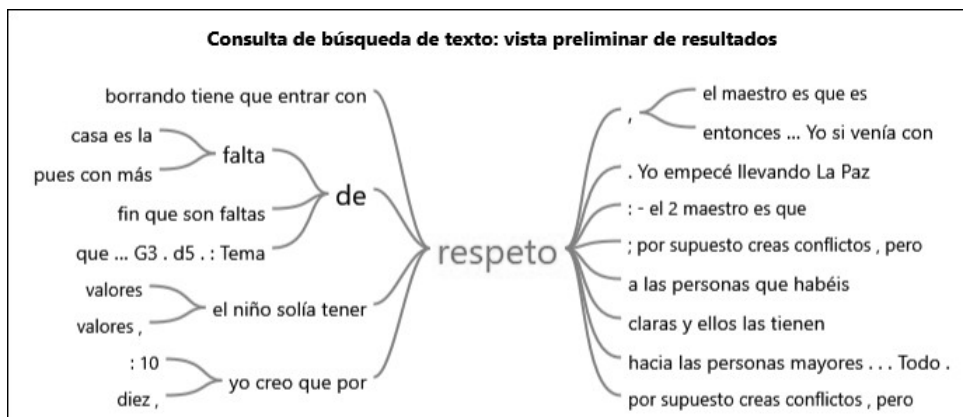 Consulta de búsqueda de texto: vista preliminar de resultados
borrando tiene que entrar con
casa es la
pues con más
falta
fin que son faltas
que ... G3 . d5 . : Tema
de
valores
valores ,
el niño solía tener
: 10
diez ,
yo creo que por
respeto
,
el maestro es que es
entonces ... Yo si venía con
. Yo empecé llevando La Paz
: - el 2 maestro es que
; por supuesto creas conflictos , pero
a las personas que habéis
claras y ellos las tienen
hacia las personas mayores . . . Todo .
por supuesto creas conflictos , pero